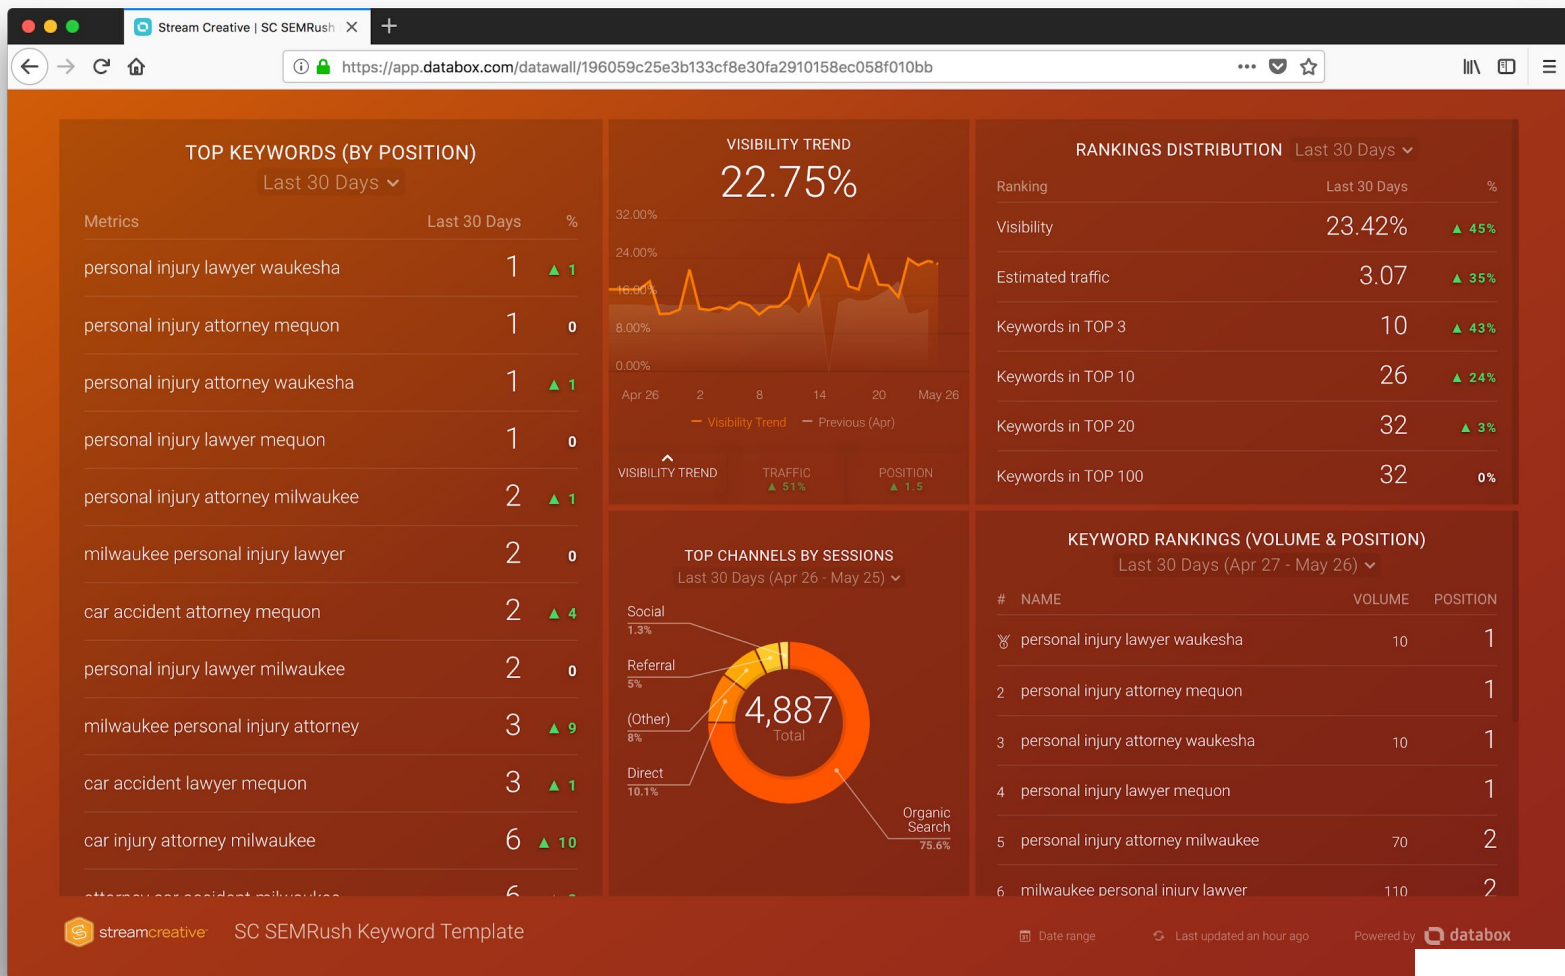 Stream Creative | SC SEMRush
https://app.databox.com/datawall/196059c25e3b133cf8e30fa2910158ec058f010bb
TOP KEYWORDS (BY POSITION)
Last 30 Days
Metrics Last 30 Days %
personal injury lawyer waukesha 1 ▲ 1
personal injury attorney mequon 1 0
personal injury attorney waukesha 1 ▲ 1
personal injury lawyer mequon 1 0
personal injury attorney milwaukee 2 ▲ 1
milwaukee personal injury lawyer 2 0
car accident attorney mequon 2 ▲ 4
personal injury lawyer milwaukee 2 0
milwaukee personal injury attorney 3 ▲ 9
car accident lawyer mequon 3 ▲ 1
car injury attorney milwaukee 6 ▲ 10
attorney car accident milwaukee 6
VISIBILITY TREND
22.75%
32.00%
24.00%
16.00%
8.00%
0.00%
Apr 26 2 8 14 20 May 26
Visibility Trend Previous (Apr)
VISIBILITY TREND TRAFFIC POSITION
▲ 51% ▲ 1.5
TOP CHANNELS BY SESSIONS
Last 30 Days (Apr 26 - May 25)
Social
1.3%
Referral
5%
(Other)
8%
Direct
10.1%
4,887
Total
Organic
Search
75.6%
RANKINGS DISTRIBUTION Last 30 Days
Ranking Last 30 Days %
Visibility 23.42% ▲ 45%
Estimated traffic 3.07 ▲ 35%
Keywords in TOP 3 10 ▲ 43%
Keywords in TOP 10 26 ▲ 24%
Keywords in TOP 20 32 ▲ 3%
Keywords in TOP 100 32 0%
KEYWORD RANKINGS (VOLUME & POSITION)
Last 30 Days (Apr 27 - May 26)
# NAME VOLUME POSITION
personal injury lawyer waukesha 10 1
2 personal injury attorney mequon 1
3 personal injury attorney waukesha 10 1
4 personal injury lawyer mequon 1
5 personal injury attorney milwaukee 70 2
6 milwaukee personal injury lawyer 110 2
streamcreative SC SEMRush Keyword Template
Date range Last updated an hour ago Powered by databox